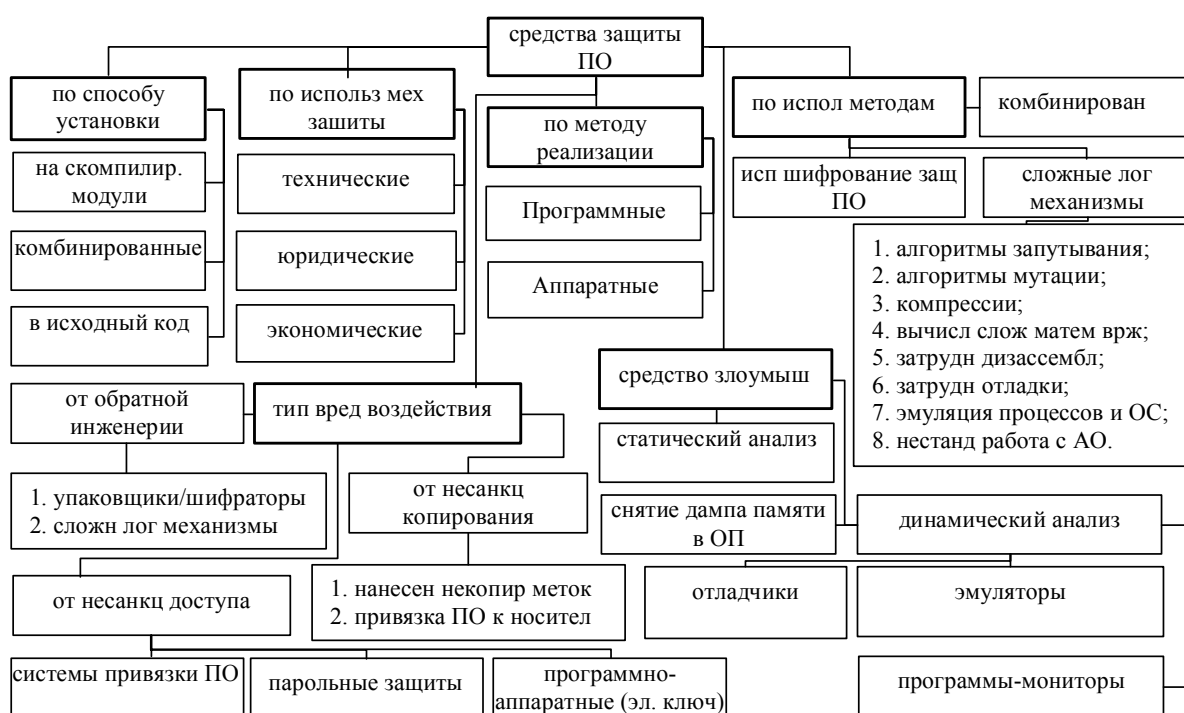 средства защиты
ПО
по способу
установки
по использ мех
зашиты
по методу
реализации
по испол методам
комбинирован
на скомпилир.
модули
технические
исп шифрование защ
ПО
сложные лог
механизмы
Программные
комбинированные
юридические
Аппаратные
в исходный код
экономические
1. алгоритмы запутывания;
2. алгоритмы мутации;
3. компрессии;
4. вычисл слож матем врж;
5. затрудн дизассембл;
6. затрудн отладки;
7. эмуляция процессов и ОС;
8. нестанд работа с АО.
от обратной
инженерии
тип вред воздействия
средство злоумыш
статический анализ
1. упаковщики/шифраторы
2. сложн лог механизмы
от несанкц
копирования
снятие дампа памяти
в ОП
динамический анализ
от несанкц доступа
1. нанесен некопир меток
2. привязка ПО к носител
отладчики
эмуляторы
системы привязки ПО
парольные защиты
программно-
аппаратные (эл. ключ)
программы-мониторы